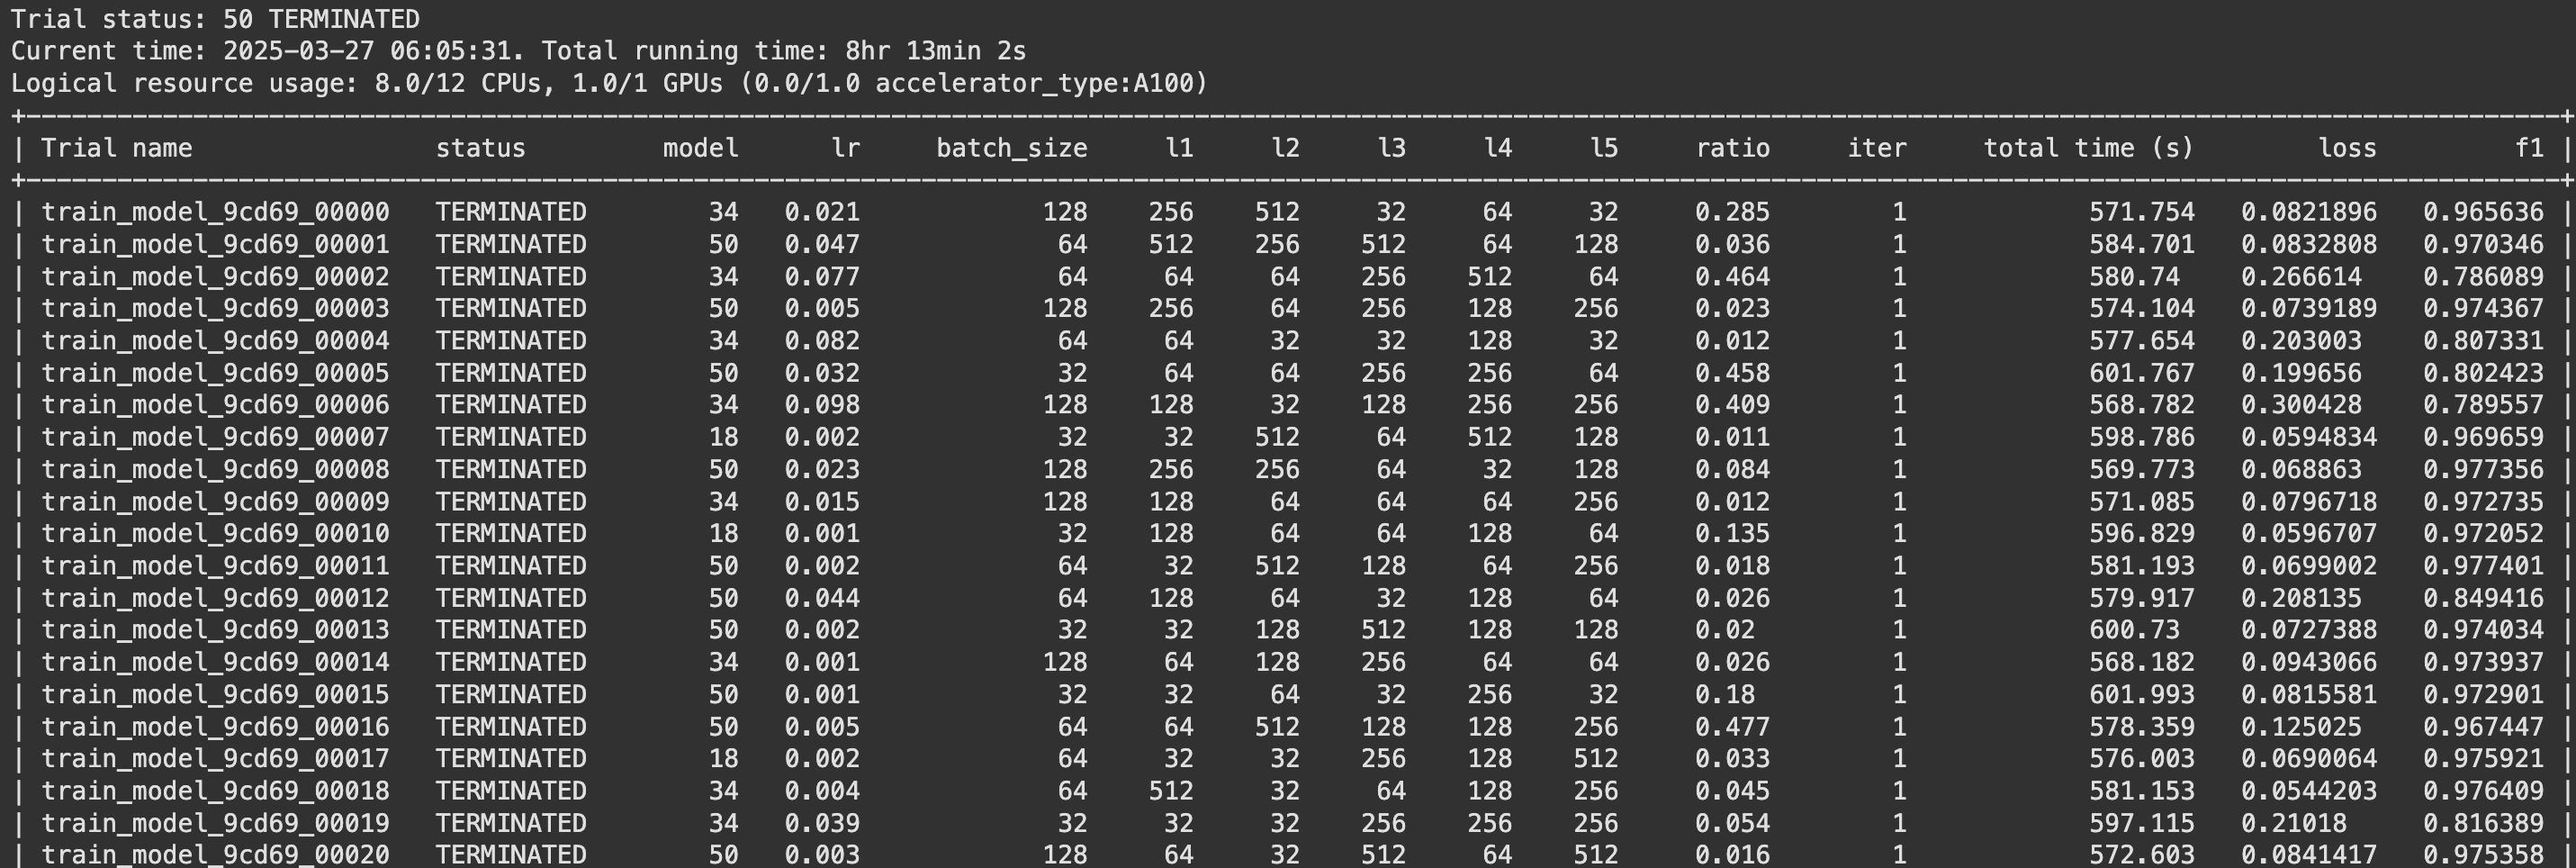 Trial status: 50 TERMINATED
Current time: 2025-03-27 06:05:31. Total running time: 8hr 13min 2s
Logical resource usage: 8.0/12 CPUs, 1.0/1 GPUs (0.0/1.0 accelerator_type:A100)
| Trial name status model lr batch_size l1 l2 l3 l4 l5 ratio iter total time (s) loss f1 |
| train_model_9cd69_00000 TERMINATED 34 0.021 128 256 512 32 64 32 0.285 1 571.754 0.0821896 0.965636 |
| train_model_9cd69_00001 TERMINATED 50 0.047 64 512 256 512 64 128 0.036 1 584.701 0.0832808 0.970346 |
| train_model_9cd69_00002 TERMINATED 34 0.077 64 64 64 256 512 64 0.464 1 580.74 0.266614 0.786089 |
| train_model_9cd69_00003 TERMINATED 50 0.005 128 256 64 256 128 256 0.023 1 574.104 0.0739189 0.974367 |
| train_model_9cd69_00004 TERMINATED 34 0.082 64 64 32 32 128 32 0.012 1 577.654 0.203003 0.807331 |
| train_model_9cd69_00005 TERMINATED 50 0.032 32 64 64 256 256 64 0.458 1 601.767 0.199656 0.802423 |
| train_model_9cd69_00006 TERMINATED 34 0.098 128 128 32 128 256 256 0.409 1 568.782 0.300428 0.789557 |
| train_model_9cd69_00007 TERMINATED 18 0.002 32 32 512 64 512 128 0.011 1 598.786 0.0594834 0.969659 |
| train_model_9cd69_00008 TERMINATED 50 0.023 128 256 256 64 32 128 0.084 1 569.773 0.068863 0.977356 |
| train_model_9cd69_00009 TERMINATED 34 0.015 128 128 64 64 64 256 0.012 1 571.085 0.0796718 0.972735 |
| train_model_9cd69_00010 TERMINATED 18 0.001 32 128 64 64 128 64 0.135 1 596.829 0.0596707 0.972052 |
| train_model_9cd69_00011 TERMINATED 50 0.002 64 32 512 128 64 256 0.018 1 581.193 0.0699002 0.977401 |
| train_model_9cd69_00012 TERMINATED 50 0.044 64 128 64 32 128 64 0.026 1 579.917 0.208135 0.849416 |
| train_model_9cd69_00013 TERMINATED 50 0.002 32 32 128 512 128 128 0.02 1 600.73 0.0727388 0.974034 |
| train_model_9cd69_00014 TERMINATED 34 0.001 128 64 128 256 64 64 0.026 1 568.182 0.0943066 0.973937 |
| train_model_9cd69_00015 TERMINATED 50 0.001 32 32 64 32 256 32 0.18 1 601.993 0.0815581 0.972901 |
| train_model_9cd69_00016 TERMINATED 50 0.005 64 64 512 128 128 256 0.477 1 578.359 0.125025 0.967447 |
| train_model_9cd69_00017 TERMINATED 18 0.002 64 32 32 256 128 512 0.033 1 576.003 0.0690064 0.975921 |
| train_model_9cd69_00018 TERMINATED 34 0.004 64 512 32 64 128 256 0.045 1 581.153 0.0544203 0.976409 |
| train_model_9cd69_00019 TERMINATED 34 0.039 32 32 32 256 256 256 0.054 1 597.115 0.21018 0.816389 |
| train_model_9cd69_00020 TERMINATED 50 0.003 128 64 32 512 64 512 0.016 1 572.603 0.0841417 0.975358 |